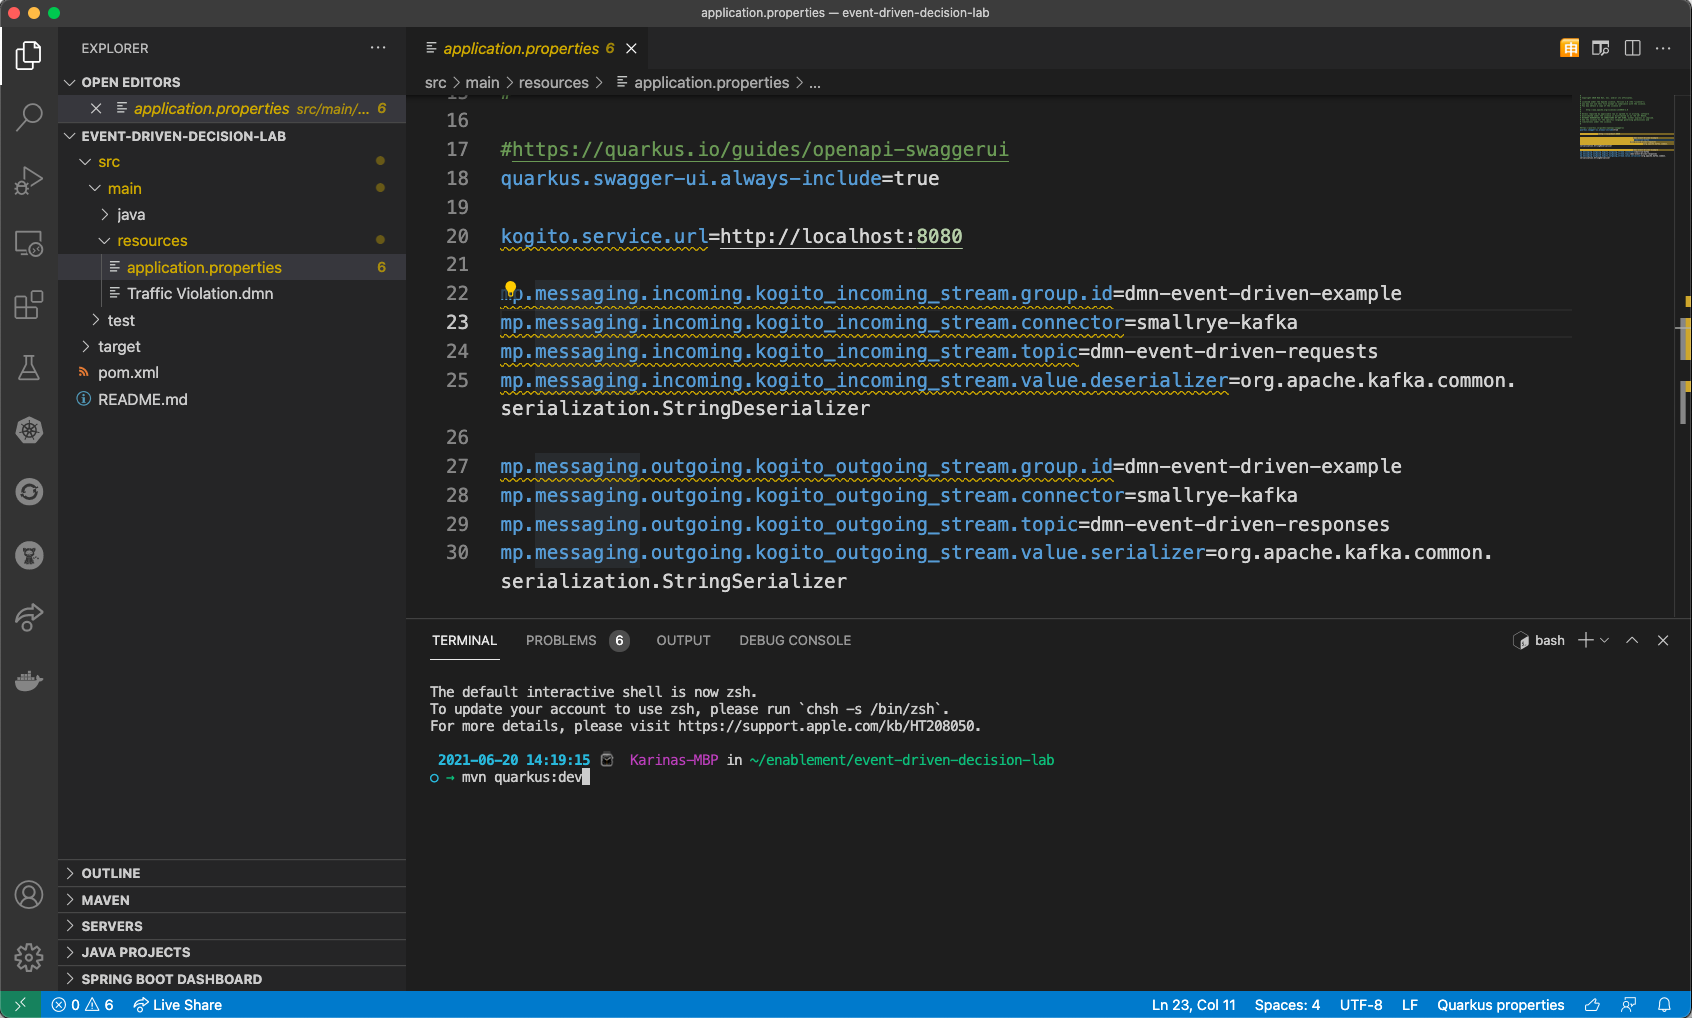 application.properties — event-driven-decision-lab
EXPLORER
OPEN EDITORS
application.properties src/main/... 6
EVENT-DRIVEN-DECISION-LAB
src
main
java
resources
application.properties 6
Traffic Violation.dmn
test
target
pom.xml
README.md
OUTLINE
MAVEN
SERVERS
JAVA PROJECTS
SPRING BOOT DASHBOARD
application.properties 6
src > main > resources > application.properties > ...
15 #
16
17 #https://quarkus.io/guides/openapi-swaggerui
18 quarkus.swagger-ui.always-include=true
19
20 kogito.service.url=http://localhost:8080
21
22 mp.messaging.incoming.kogito_incoming_stream.group.id=dmn-event-driven-example
23 mp.messaging.incoming.kogito_incoming_stream.connector=smallrye-kafka
24 mp.messaging.incoming.kogito_incoming_stream.topic=dmn-event-driven-requests
25 mp.messaging.incoming.kogito_incoming_stream.value.deserializer=org.apache.kafka.common.
serialization.StringDeserializer
26
27 mp.messaging.outgoing.kogito_outgoing_stream.group.id=dmn-event-driven-example
28 mp.messaging.outgoing.kogito_outgoing_stream.connector=smallrye-kafka
29 mp.messaging.outgoing.kogito_outgoing_stream.topic=dmn-event-driven-responses
30 mp.messaging.outgoing.kogito_outgoing_stream.value.serializer=org.apache.kafka.common.
serialization.StringSerializer
TERMINAL PROBLEMS 6 OUTPUT DEBUG CONSOLE bash
The default interactive shell is now zsh.
To update your account to use zsh, please run `chsh -s /bin/zsh`.
For more details, please visit https://support.apple.com/kb/HT208050.
2021-06-20 14:19:15 Karinas-MBP in ~/enablement/event-driven-decision-lab
→ mvn quarkus:dev
0 6 Live Share Ln 23, Col 11 Spaces: 4 UTF-8 LF Quarkus properties